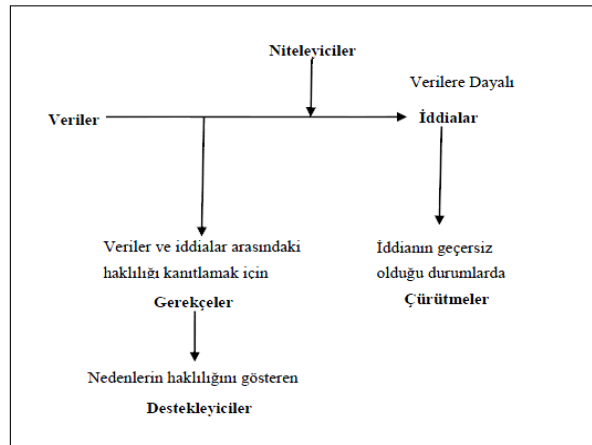 Niteleyiciler
Verilere Dayalı
Veriler
İddialar
Veriler ve iddialar arasındaki
haklılığı kanıtlamak için
Gerekçeler
İddianın geçersiz
olduğu durumlarda
Çürütmeler
Nedenlerin haklılığını gösteren
Destekleyiciler